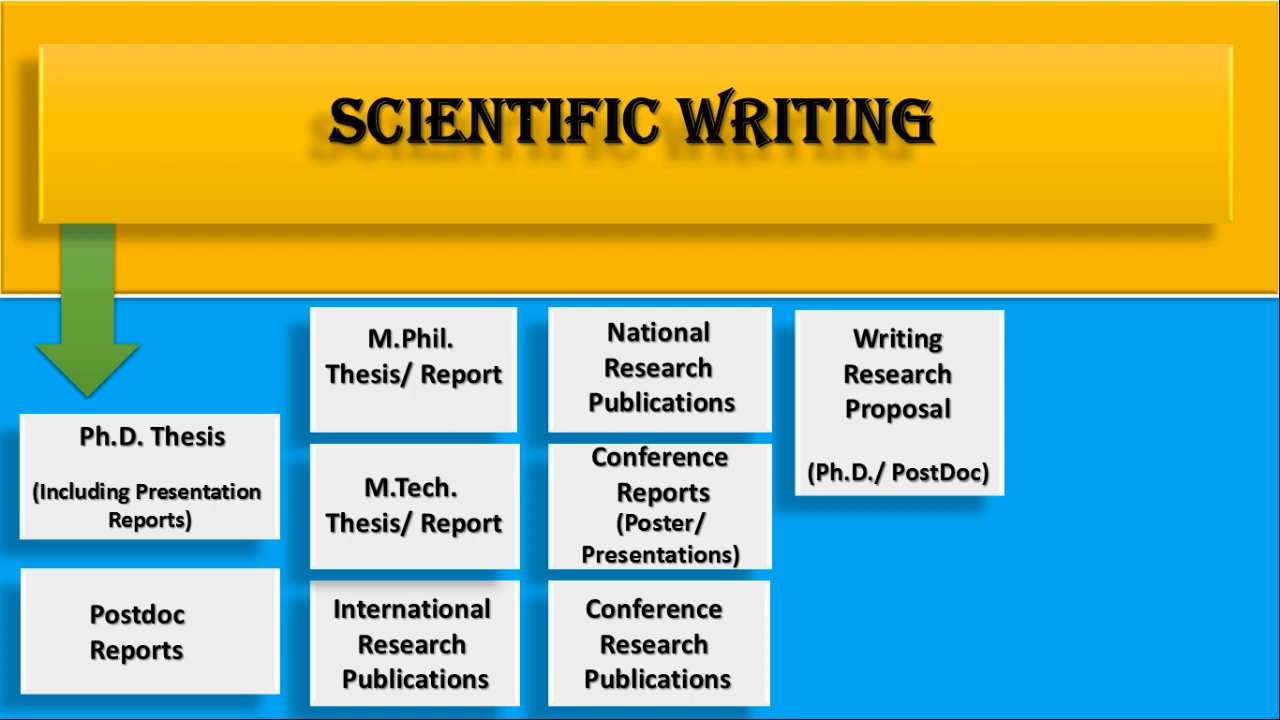 SCIENTIFIC WRITING
Ph.D. Thesis
(Including Presentation
Reports)
Postdoc
Reports
M.Phil.
Thesis/ Report
M.Tech.
Thesis/ Report
International
Research
Publications
National
Research
Publications
Conference
Reports
(Poster/
Presentations)
Conference
Research
Publications
Writing
Research
Proposal
(Ph.D./ PostDoc)